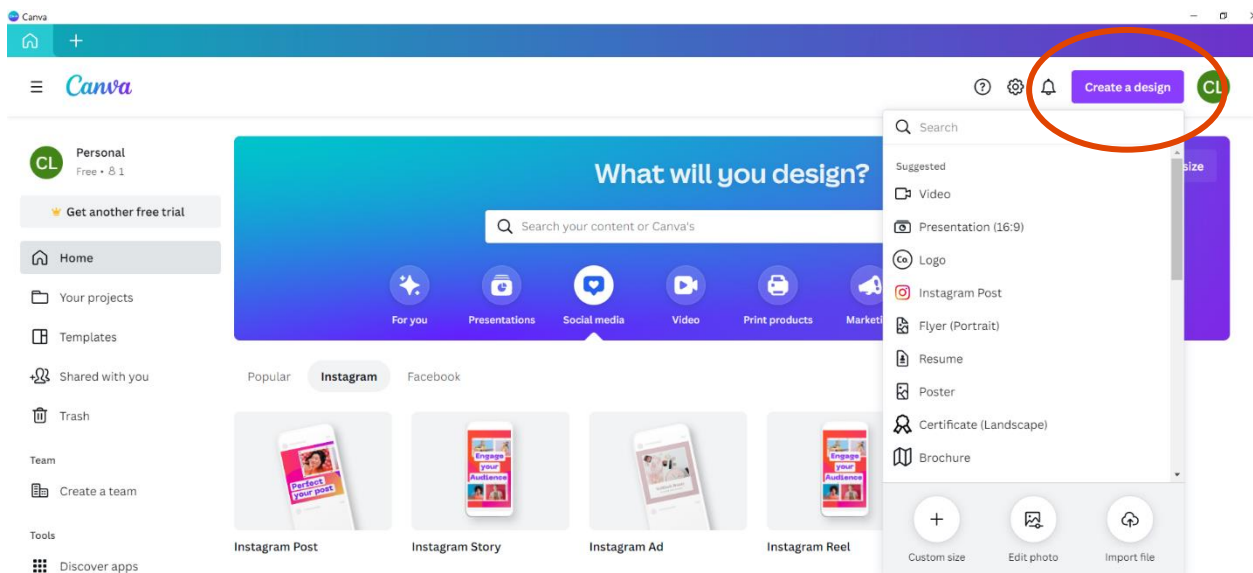 Canva
Canva
Create a design
CL
CL
Personal
Free • 1
Get another free trial
Home
Your projects
Templates
Shared with you
Trash
Team
Create a team
Tools
Discover apps
What will you design?
Search your content or Canva's
size
For you
Presentations
Social media
Video
Print products
Marketi
Popular
Instagram
Facebook
Perfect
your post
Engage
your
Audience
Engage
your
Audience
Instagram Post
Instagram Story
Instagram Ad
Instagram Reel
Search
Suggested
Video
Presentation (16:9)
Co.
Logo
Instagram Post
Flyer (Portrait)
Resume
Poster
Certificate (Landscape)
Brochure
Custom size
Edit photo
Import file